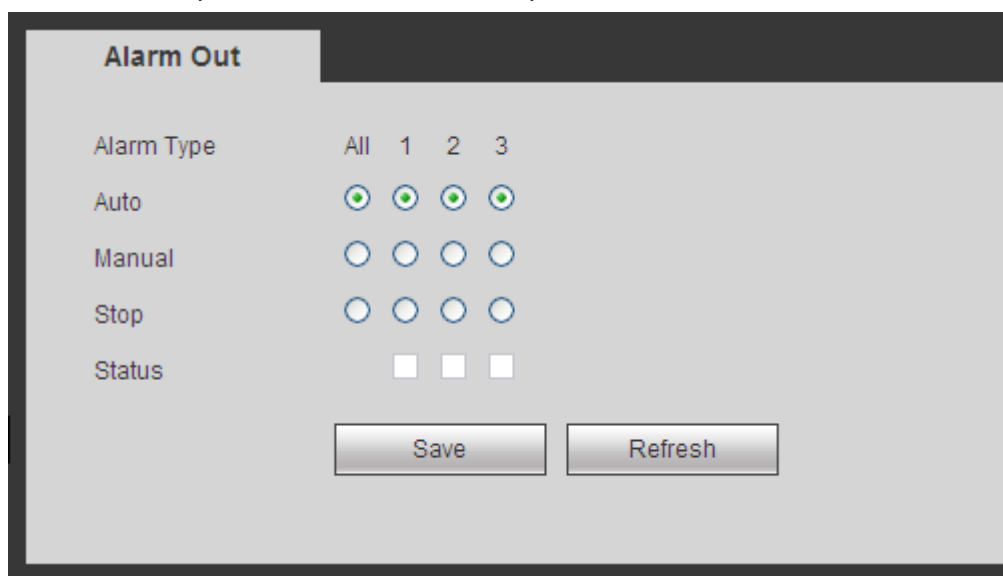 Alarm Out
Alarm Type All 1 2 3
Auto
Manual
Stop
Status
Save Refresh